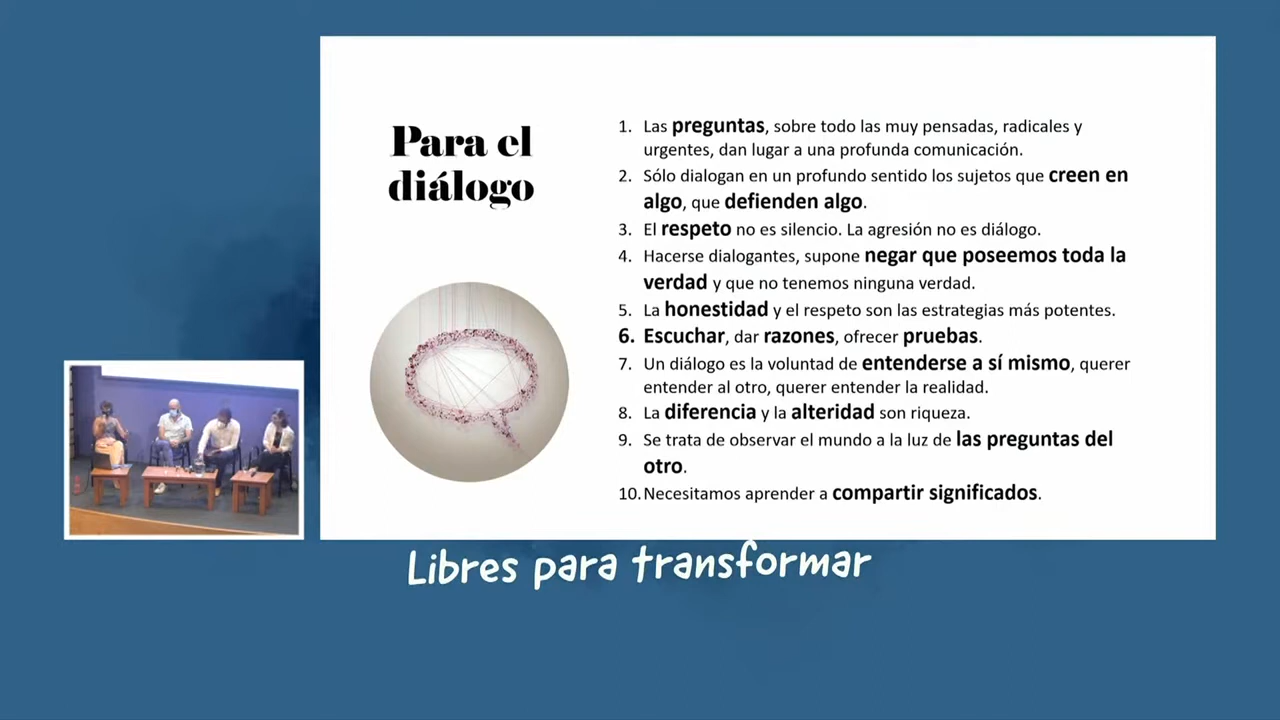 Para el
diálogo
1. Las preguntas, sobre todo las muy pensadas, radicales y
urgentes, dan lugar a una profunda comunicación.
2. Sólo dialogan en un profundo sentido los sujetos que creen en
algo, que defienden algo.
3. El respeto no es silencio. La agresión no es diálogo.
4. Hacerse dialogantes, supone negar que poseemos toda la
verdad y que no tenemos ninguna verdad.
5. La honestidad y el respeto son las estrategias más potentes.
6. Escuchar, dar razones, ofrecer pruebas.
7. Un diálogo es la voluntad de entenderse a sí mismo, querer
entender al otro, querer entender la realidad.
8. La diferencia y la alteridad son riqueza.
9. Se trata de observar el mundo a la luz de las preguntas del
otro.
10. Necesitamos aprender a compartir significados.
Libres para transformar